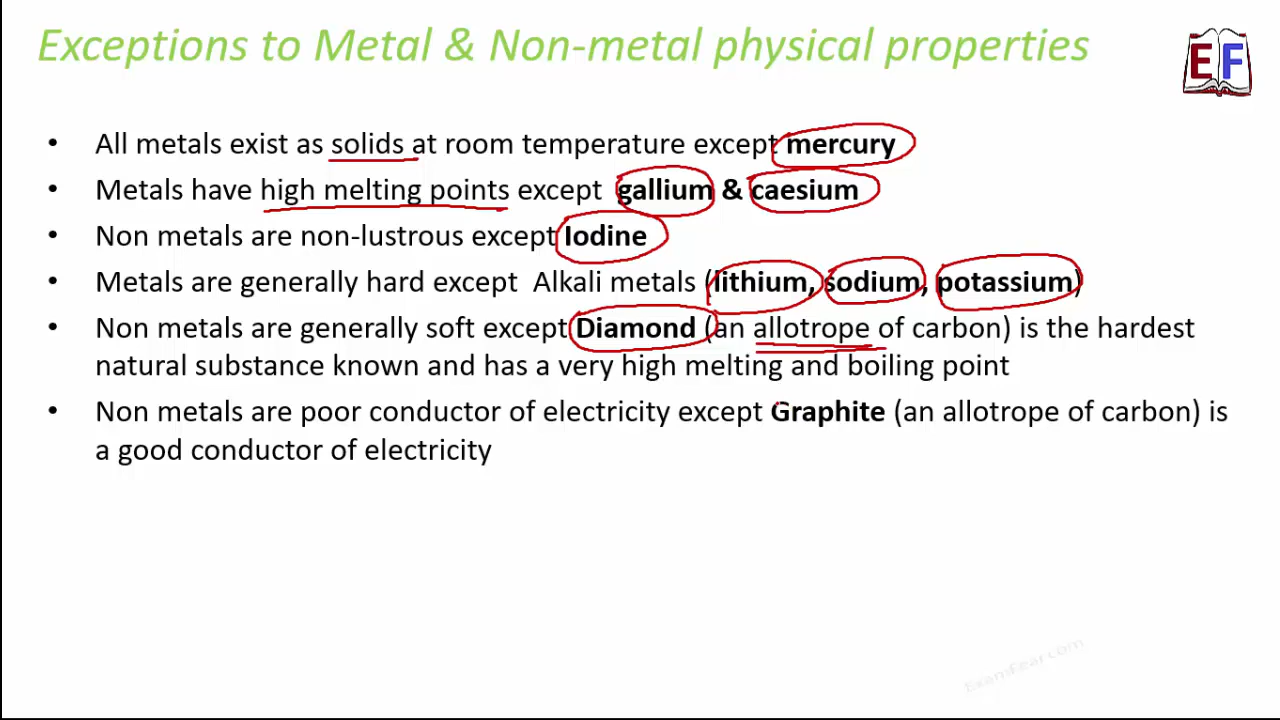 Exceptions to Metal & Non-metal physical properties
EF
• All metals exist as solids at room temperature except mercury
• Metals have high melting points except gallium & caesium
• Non metals are non-lustrous except Iodine
• Metals are generally hard except Alkali metals (lithium, sodium, potassium)
• Non metals are generally soft except Diamond (an allotrope of carbon) is the hardest
natural substance known and has a very high melting and boiling point
• Non metals are poor conductor of electricity except Graphite (an allotrope of carbon) is
a good conductor of electricity
ExamFear.com